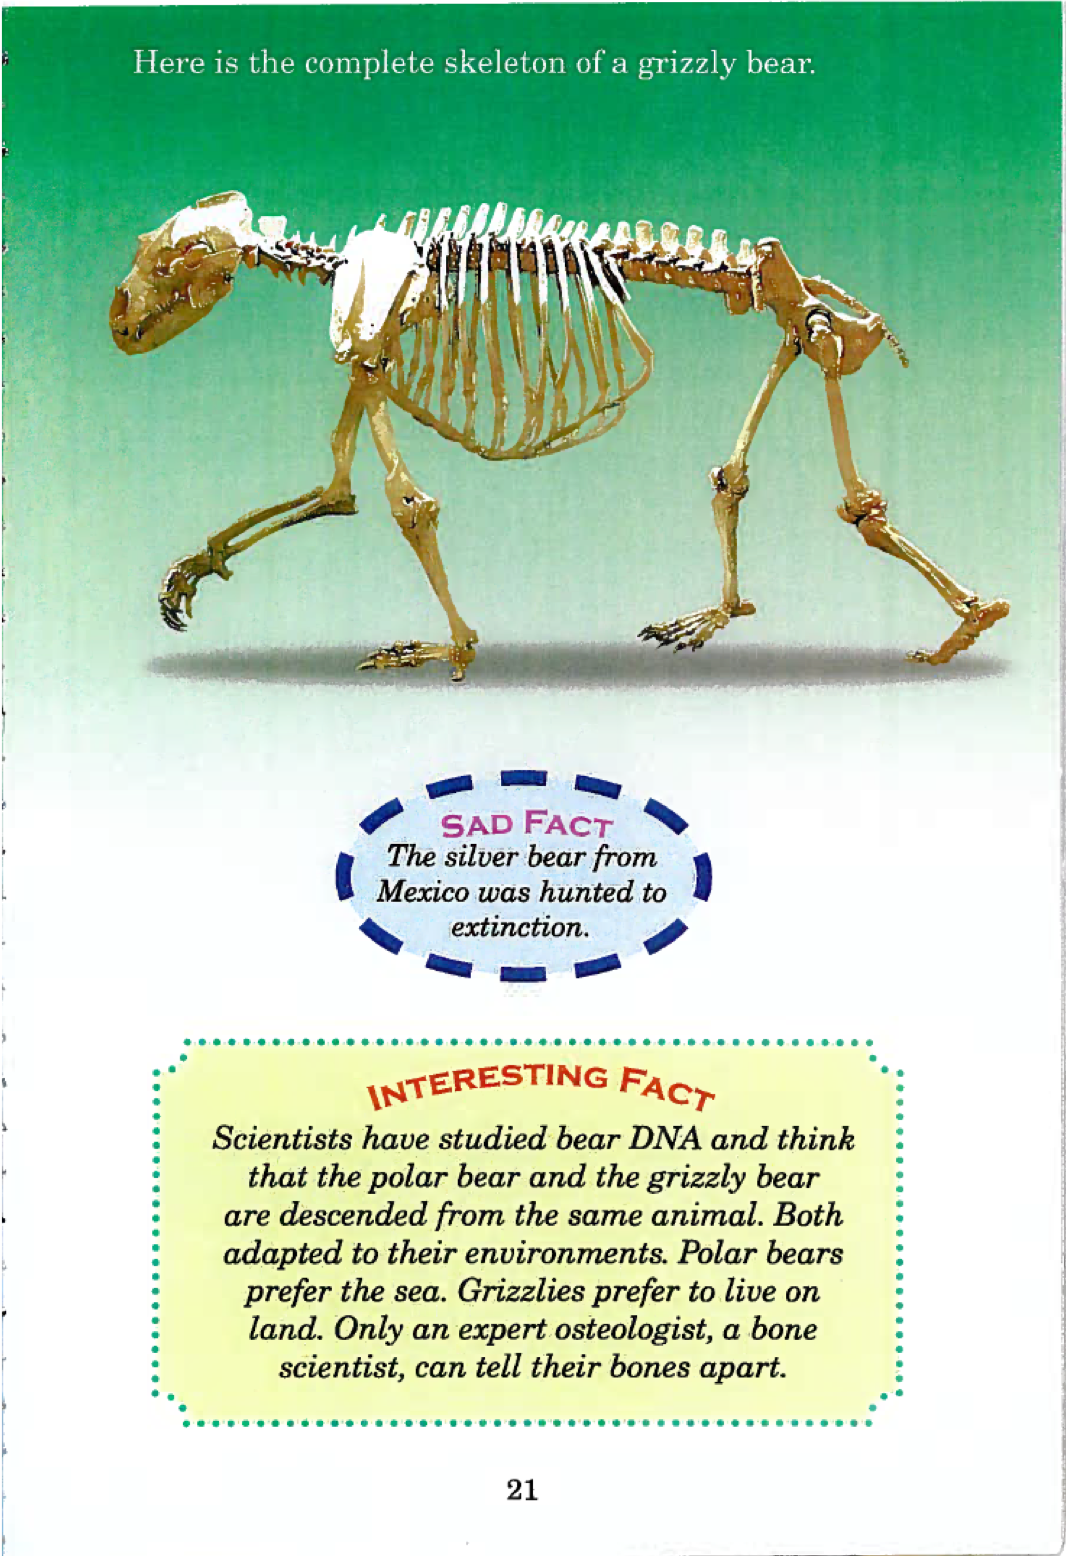 Here is the complete skeleton of a grizzly bear.
SAD FACT
The silver bear from
Mexico was hunted to
extinction.
INTERESTING FACT
Scientists have studied bear DNA and think
that the polar bear and the grizzly bear
are descended from the same animal. Both
adapted to their environments. Polar bears
prefer the sea. Grizzlies prefer to live on
land. Only an expert osteologist, a bone
scientist, can tell their bones apart.
21